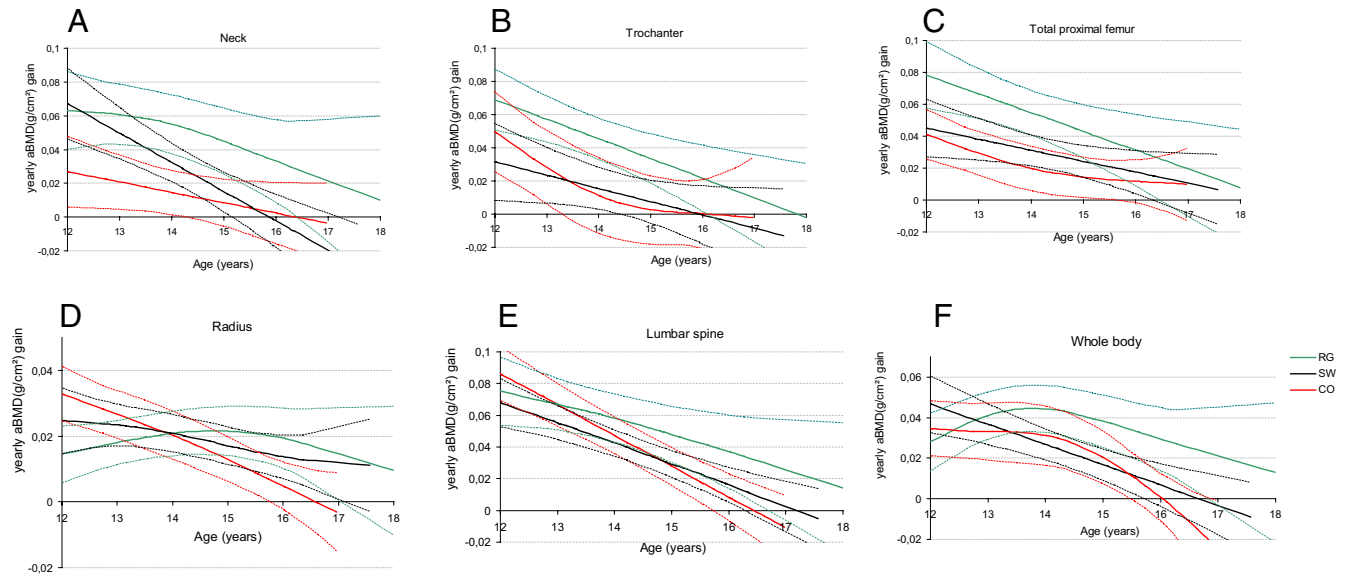 A
Neck
yearly aBMD(g/cm²) gain
0,1
0,08
0,06
0,04
0,02
0
-0,02
12 13 14 15 16 17 18
Age (years)
B
Trochanter
yearly aBMD(g/cm²) gain
0,1
0,08
0,06
0,04
0,02
0
-0,02
12 13 14 15 16 17 18
Age (years)
C
Total proximal femur
yearly aBMD(g/cm²) gain
0,1
0,08
0,06
0,04
0,02
0
-0,02
12 13 14 15 16 17 18
Age (years)
D
Radius
yearly aBMD(g/cm²) gain
0,04
0,02
0
-0,02
12 13 14 15 16 17 18
Age (years)
E
Lumbar spine
yearly aBMD(g/cm²) gain
0,1
0,08
0,06
0,04
0,02
0
-0,02
12 13 14 15 16 17 18
Age (years)
F
Whole body
yearly aBMD(g/cm²) gain
0,06
0,04
0,02
0
-0,02
12 13 14 15 16 17 18
Age (years)
RG
SW
CO